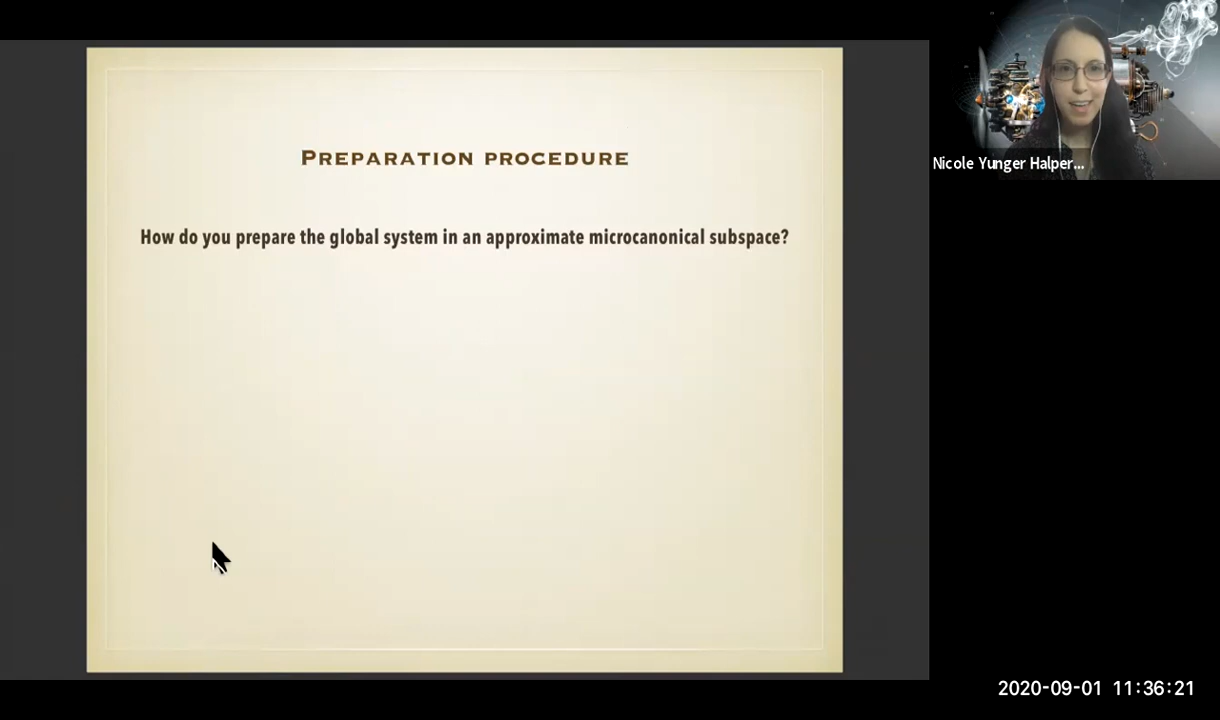 Preparation procedure
How do you prepare the global system in an approximate microcanonical subspace?
Nicole Yunger Halper...
2020-09-01 11:36:21